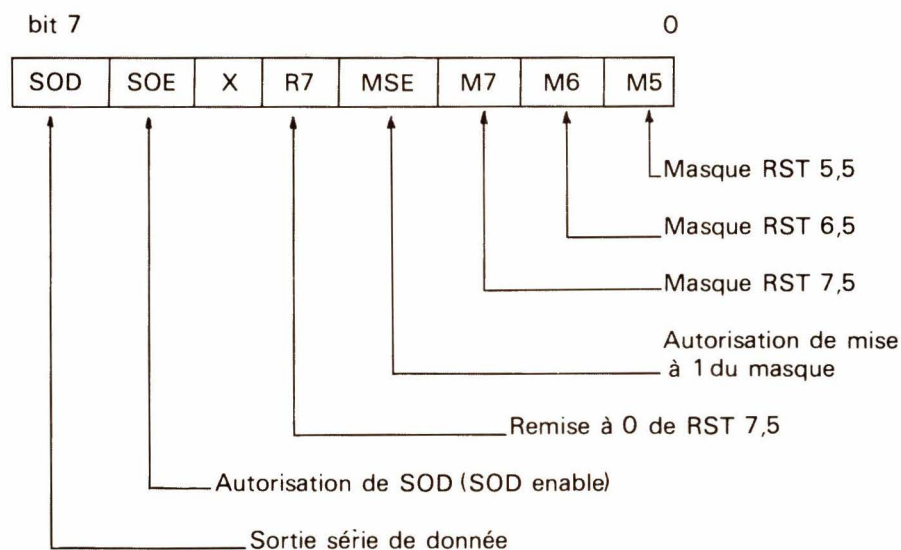 bit 7 0
SOD SOE X R7 MSE M7 M6 M5
Masque RST 5,5
Masque RST 6,5
Masque RST 7,5
Autorisation de mise
à 1 du masque
Remise à 0 de RST 7,5
Autorisation de SOD (SOD enable)
Sortie série de donnée